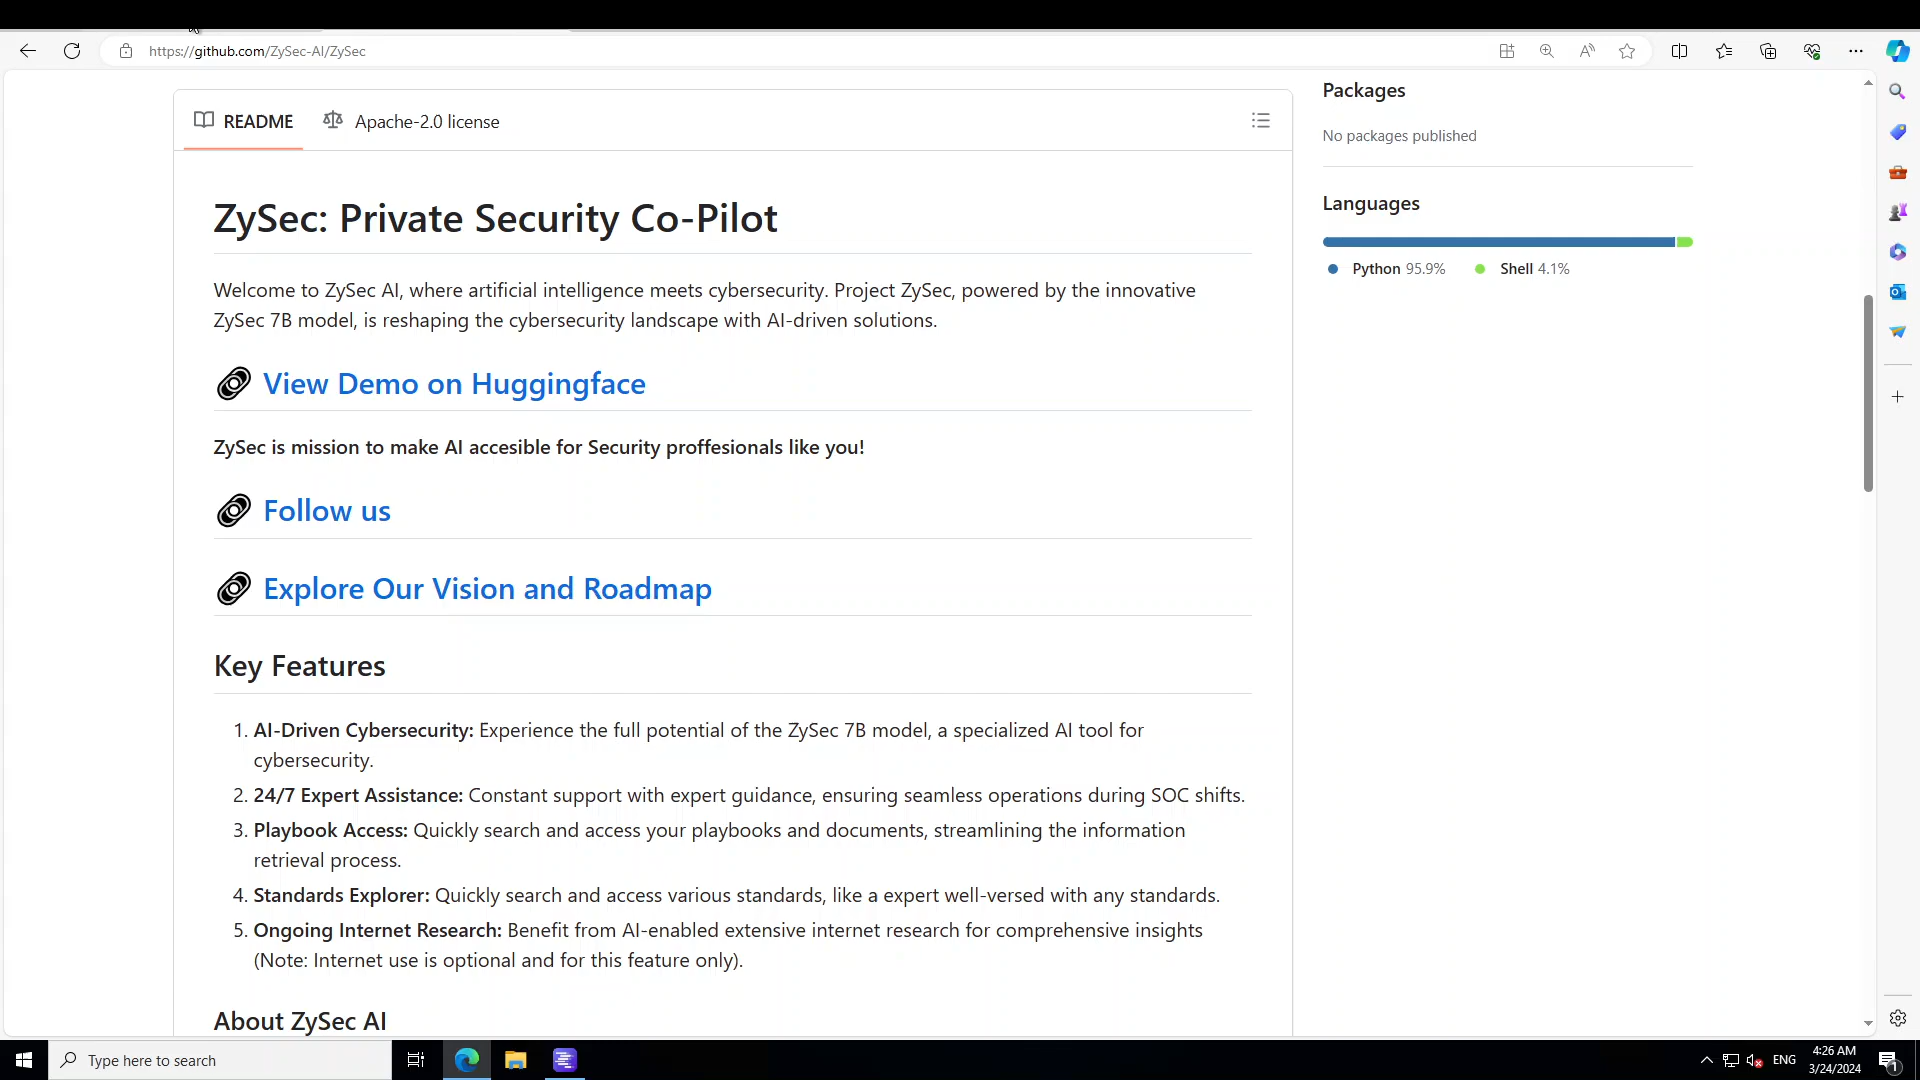 https://github.com/ZySec-AI/ZySec
README
Apache-2.0 license
ZySec: Private Security Co-Pilot
Welcome to ZySec AI, where artificial intelligence meets cybersecurity. Project ZySec, powered by the innovative
ZySec 7B model, is reshaping the cybersecurity landscape with AI-driven solutions.
View Demo on Huggingface
ZySec is mission to make AI accesible for Security proffesionals like you!
Follow us
Explore Our Vision and Roadmap
Key Features
1. AI-Driven Cybersecurity: Experience the full potential of the ZySec 7B model, a specialized AI tool for
cybersecurity.
2. 24/7 Expert Assistance: Constant support with expert guidance, ensuring seamless operations during SOC shifts.
3. Playbook Access: Quickly search and access your playbooks and documents, streamlining the information
retrieval process.
4. Standards Explorer: Quickly search and access various standards, like a expert well-versed with any standards.
5. Ongoing Internet Research: Benefit from AI-enabled extensive internet research for comprehensive insights
(Note: Internet use is optional and for this feature only).
About ZySec AI
Packages
No packages published
Languages
Python 95.9%
Shell 4.1%
Type here to search
ENG
4:26 AM
3/24/2024
1